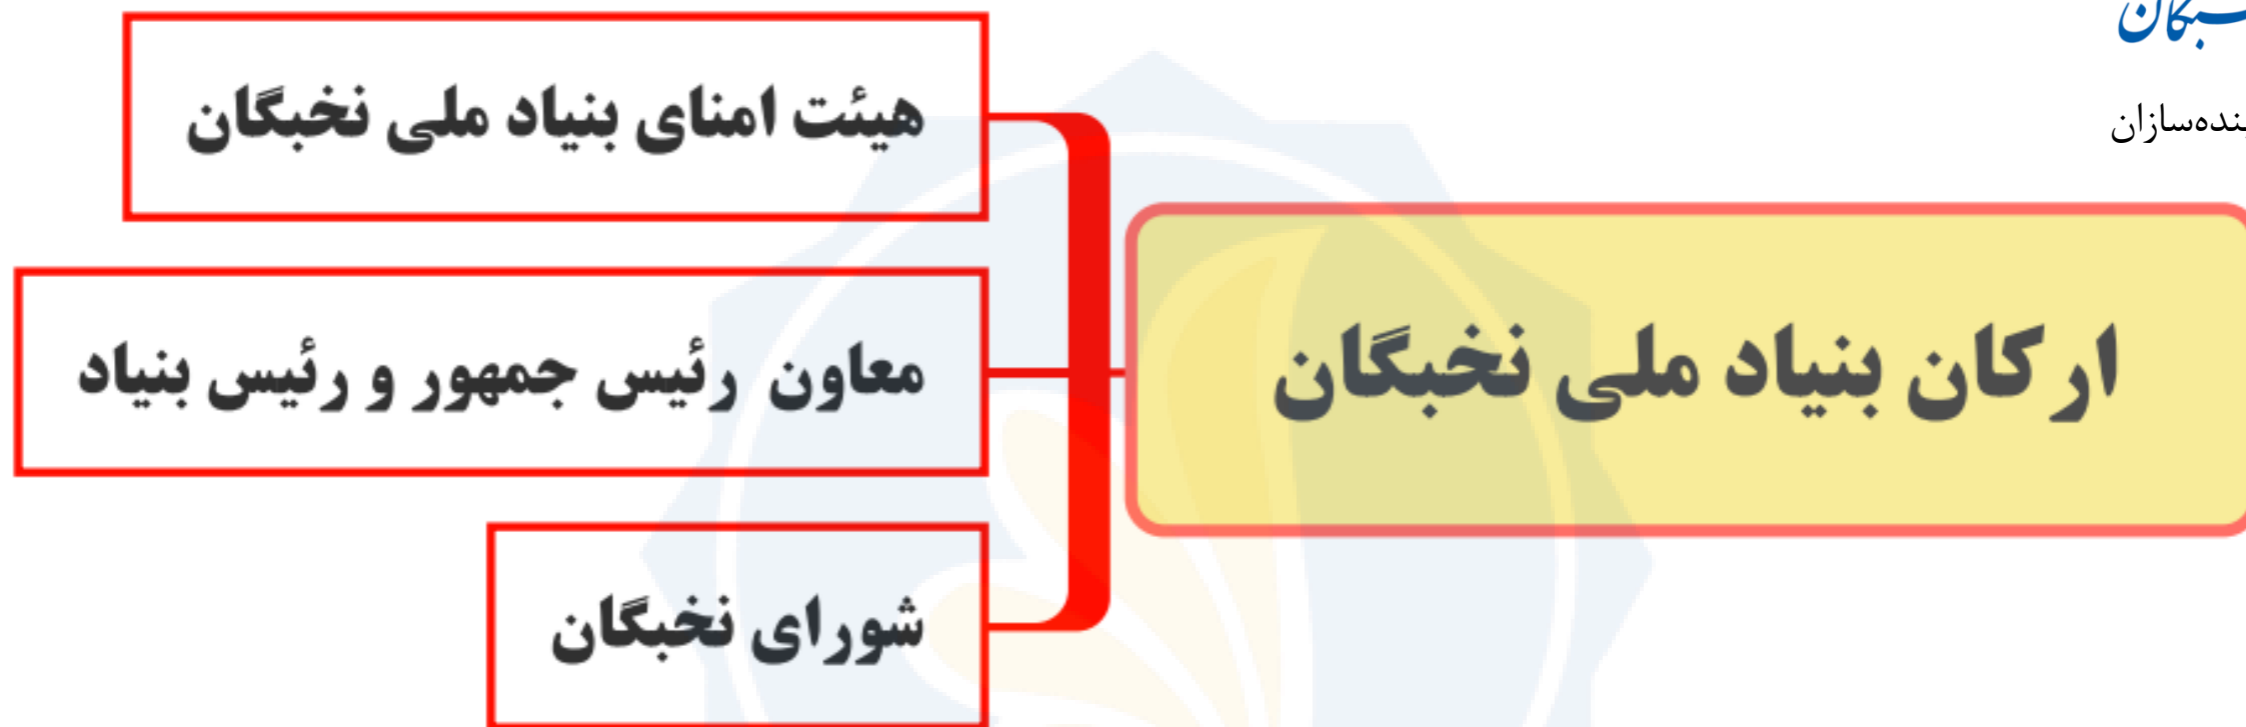 هیئت امنای بنیاد ملی نخبگان
ارکان بنیاد ملی نخبگان
معاون رئیس جمهور و رئیس بنیاد
شورای نخبگان